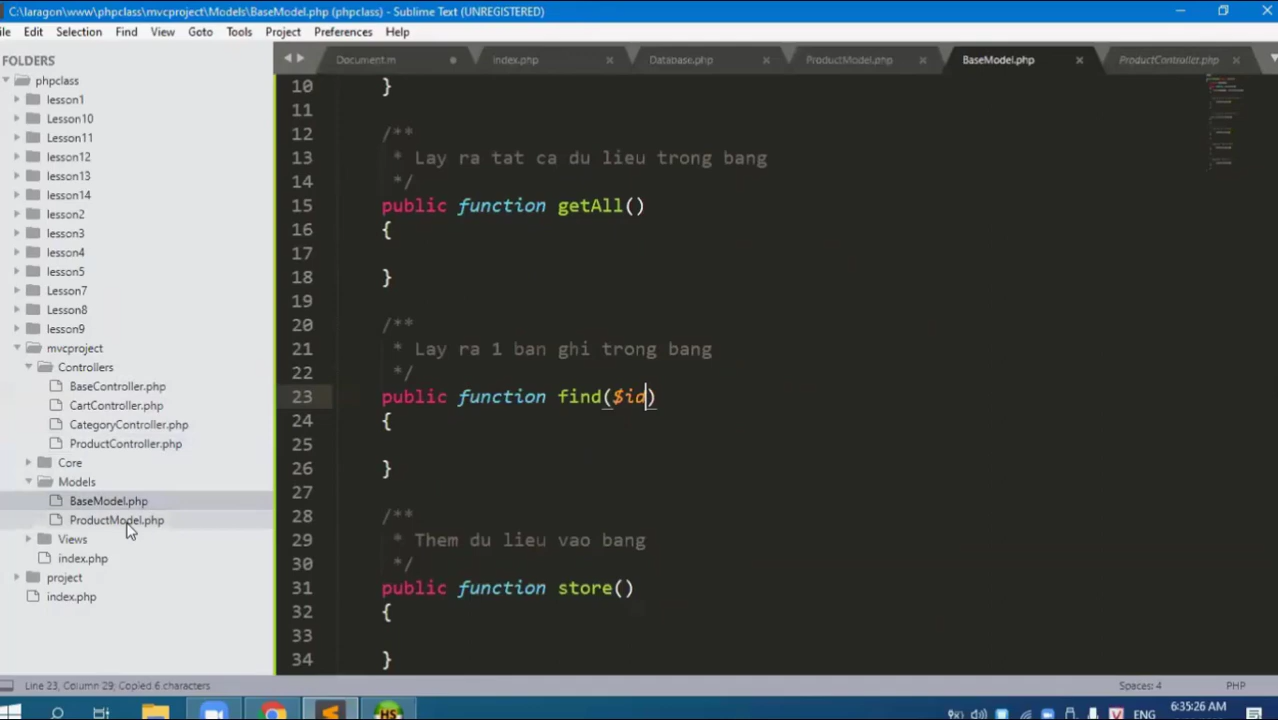 C:\laragon\www\phpclass\mvcproject\Models\BaseModel.php (phpclass) - Sublime Text (UNREGISTERED)
Edit Selection Find View Goto Tools Project Preferences Help
FOLDERS
phpclass
lesson1
Lesson10
Lesson11
lesson12
lesson13
lesson14
lesson2
lesson3
lesson4
lesson5
Lesson7
Lesson8
lesson9
mvcproject
Controllers
BaseController.php
CartController.php
CategoryController.php
ProductController.php
Core
Models
BaseModel.php
ProductModel.php
Views
index.php
project
index.php
Document.m index.php Database.php ProductModel.php BaseModel.php ProductController.php
10 }
11
12 /**
13 * Lay ra tat ca du lieu trong bang
14 */
15 public function getAll()
16 {
17
18 }
19
20 /**
21 * Lay ra 1 ban ghi trong bang
22 */
23 public function find($id)
24 {
25
26 }
27
28 /**
29 * Them du lieu vao bang
30 */
31 public function store()
32 {
33
34 }
Line 23, Column 29; Copied 6 characters
Spaces: 4 PHP
HS
V ENG 6:35:26 AM